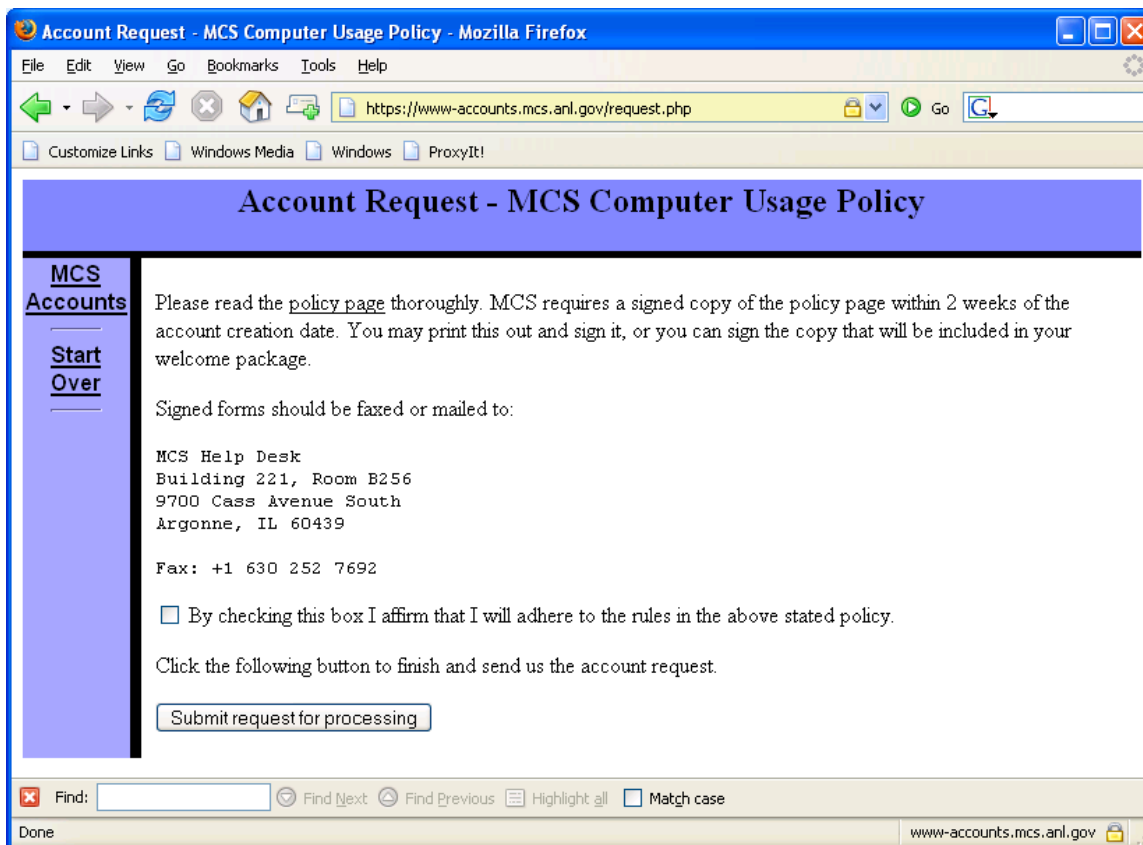 Account Request - MCS Computer Usage Policy - Mozilla Firefox
File Edit View Go Bookmarks Tools Help
https://www-accounts.mcs.anl.gov/request.php Go G
Customize Links Windows Media Windows ProxyIt!
Account Request - MCS Computer Usage Policy
MCS
Accounts
Start
Over
Please read the policy page thoroughly. MCS requires a signed copy of the policy page within 2 weeks of the
account creation date. You may print this out and sign it, or you can sign the copy that will be included in your
welcome package.
Signed forms should be faxed or mailed to:
MCS Help Desk
Building 221, Room B256
9700 Cass Avenue South
Argonne, IL 60439
Fax: +1 630 252 7692
By checking this box I affirm that I will adhere to the rules in the above stated policy.
Click the following button to finish and send us the account request.
Submit request for processing
Find: Find Next Find Previous Highlight all Match case
Done www-accounts.mcs.anl.gov